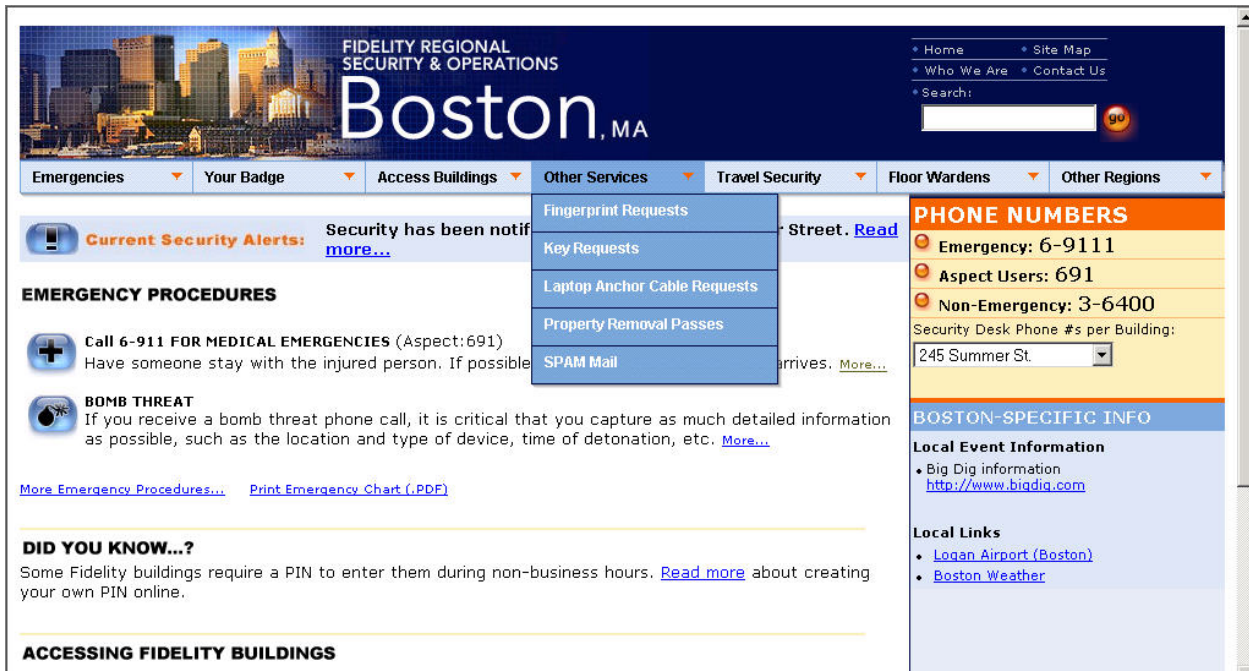 FIDELITY REGIONAL
SECURITY & OPERATIONS
Boston, MA
Home
Site Map
Who We Are
Contact Us
Search:
go
Emergencies
Your Badge
Access Buildings
Other Services
Travel Security
Floor Wardens
Other Regions
Fingerprint Requests
Key Requests
Laptop Anchor Cable Requests
Property Removal Passes
SPAM Mail
Current Security Alerts:
Security has been notif Street. Read
more...
EMERGENCY PROCEDURES
Call 6-911 FOR MEDICAL EMERGENCIES (Aspect:691)
Have someone stay with the injured person. If possible arrives. More...
BOMB THREAT
If you receive a bomb threat phone call, it is critical that you capture as much detailed information
as possible, such as the location and type of device, time of detonation, etc. More...
More Emergency Procedures...
Print Emergency Chart (.PDF)
DID YOU KNOW...?
Some Fidelity buildings require a PIN to enter them during non-business hours. Read more about creating
your own PIN online.
ACCESSING FIDELITY BUILDINGS
PHONE NUMBERS
Emergency: 6-9111
Aspect Users: 691
Non-Emergency: 3-6400
Security Desk Phone #s per Building:
245 Summer St.
BOSTON-SPECIFIC INFO
Local Event Information
Big Dig information
http://www.bigdig.com
Local Links
Logan Airport (Boston)
Boston Weather